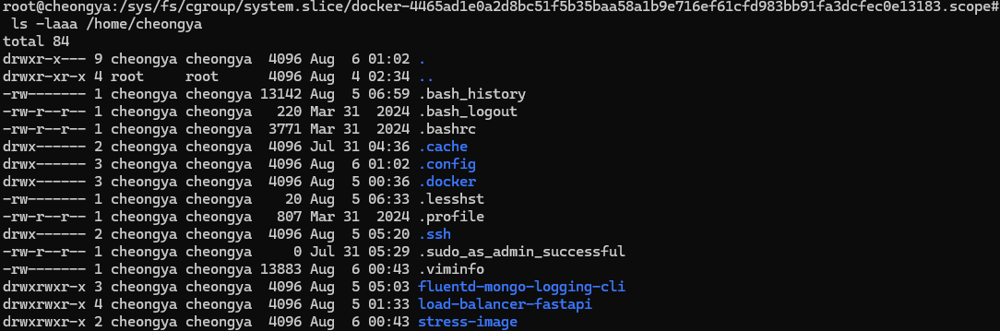 root@cheongya:/sys/fs/cgroup/system.slice/docker-4465ad1e0a2d8bc51f5b35baa58a1b9e716ef61cfd983bb91fa3dcfec0e13183.scope#
 ls -laaa /home/cheongya
total 84
drwxr-x--- 9 cheongya cheongya  4096 Aug  6 01:02 .
drwxr-xr-x 4 root     root      4096 Aug  4 02:34 ..
-rw------- 1 cheongya cheongya 13142 Aug  5 06:59 .bash_history
-rw-r--r-- 1 cheongya cheongya   220 Mar 31  2024 .bash_logout
-rw-r--r-- 1 cheongya cheongya  3771 Mar 31  2024 .bashrc
drwx------ 2 cheongya cheongya  4096 Jul 31 04:36 .cache
drwx------ 3 cheongya cheongya  4096 Aug  6 01:02 .config
drwx------ 3 cheongya cheongya  4096 Aug  5 00:36 .docker
-rw------- 1 cheongya cheongya    20 Aug  5 06:33 .lesshst
-rw-r--r-- 1 cheongya cheongya   807 Mar 31  2024 .profile
drwx------ 2 cheongya cheongya  4096 Aug  5 05:20 .ssh
-rw-r--r-- 1 cheongya cheongya     0 Jul 31 05:29 .sudo_as_admin_successful
-rw------- 1 cheongya cheongya 13883 Aug  6 00:43 .viminfo
drwxrwxr-x 3 cheongya cheongya  4096 Aug  5 05:03 fluentd-mongo-logging-cli
drwxrwxr-x 4 cheongya cheongya  4096 Aug  5 01:33 load-balancer-fastapi
drwxrwxr-x 2 cheongya cheongya  4096 Aug  6 00:43 stress-image